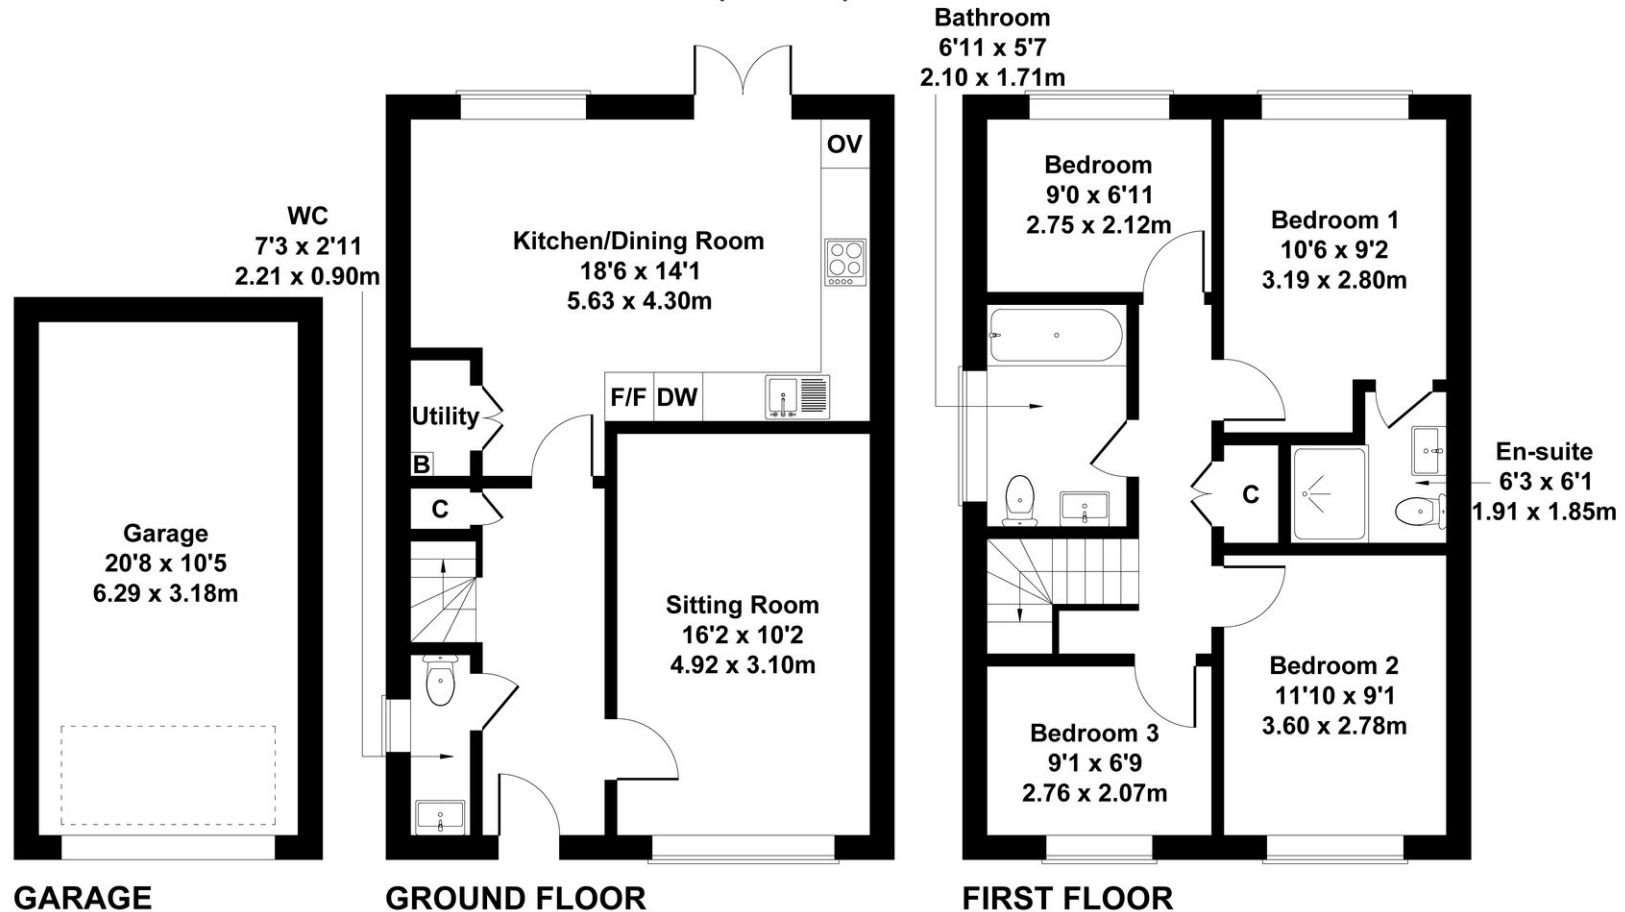 Bathroom
6'11 x 5'7
2.10 x 1.71m
WC
7'3 x 2'11
2.21 x 0.90m
Garage
20'8 x 10'5
6.29 x 3.18m
GARAGE
Kitchen/Dining Room
18'6 x 14'1
5.63 x 4.30m
OV
F/F DW
Utility
B
C
Sitting Room
16'2 x 10'2
4.92 x 3.10m
GROUND FLOOR
Bedroom
9'0 x 6'11
2.75 x 2.12m
Bedroom 1
10'6 x 9'2
3.19 x 2.80m
C
En-suite
6'3 x 6'1
1.91 x 1.85m
Bedroom 2
11'10 x 9'1
3.60 x 2.78m
Bedroom 3
9'1 x 6'9
2.76 x 2.07m
FIRST FLOOR